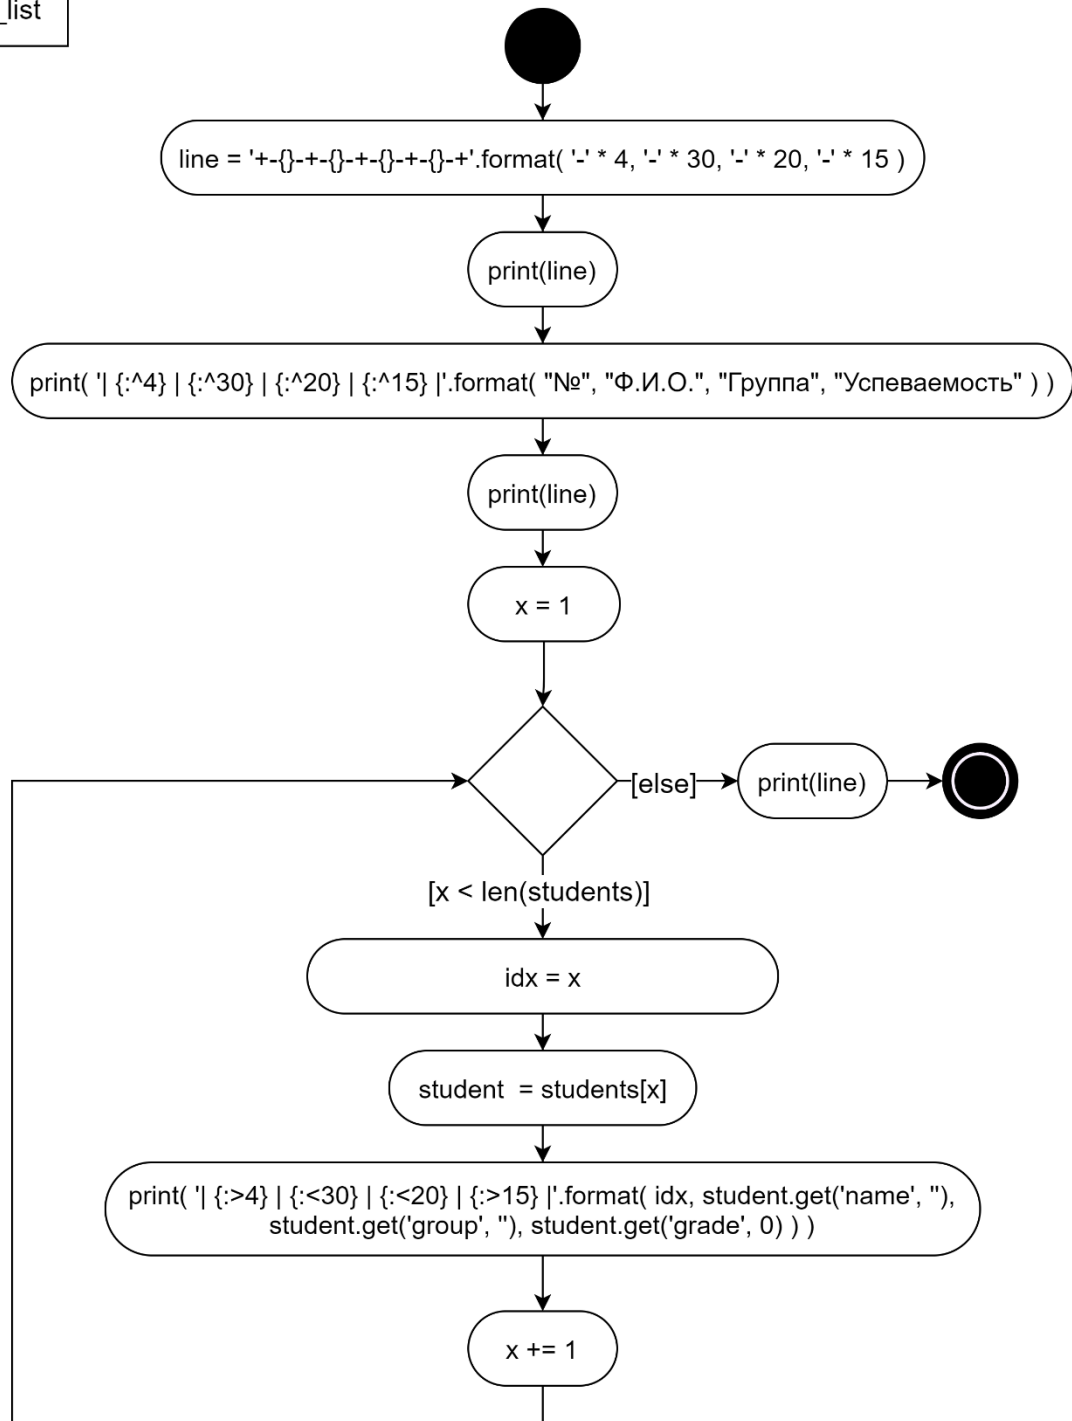 _list
line = '+-{}-+-{}-+-{}-+-{}-+'.format( '-' * 4, '-' * 30, '-' * 20, '-' * 15 )
print(line)
print( '| {:^4} | {:^30} | {:^20} | {:^15} |'.format( "№", "Ф.И.О.", "Группа", "Успеваемость" ) )
print(line)
x = 1
[else]
print(line)
[x < len(students)]
idx = x
student  = students[x]
print( '| {:>4} | {:<30} | {:<20} | {:>15} |'.format( idx, student.get('name', ''),
student.get('group', ''), student.get('grade', 0) ) )
x += 1